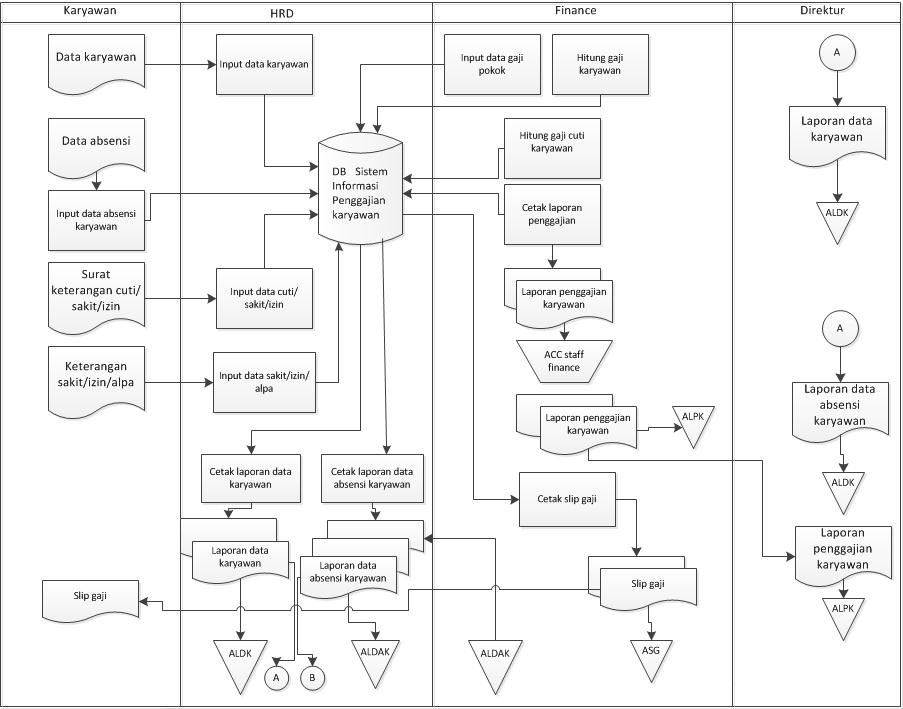 Karyawan
HRD
Finance
Direktur
Data karyawan
Data absensi
Input data absensi
karyawan
Surat
keterangan cuti/
sakit/izin
Keterangan
sakit/izin/alpa
Slip gaji
Input data karyawan
DB Sistem
Informasi
Penggajian
karyawan
Input data cuti/
sakit/izin
Input data sakit/izin/
alpa
Cetak laporan data
karyawan
Cetak laporan data
absensi karyawan
Laporan data
karyawan
Laporan data
absensi karyawan
ALDK
A
B
ALDAK
Input data gaji
pokok
Hitung gaji
karyawan
Hitung gaji cuti
karyawan
Cetak laporan
penggajian
Laporan penggajian
karyawan
ACC staff
finance
Laporan penggajian
karyawan
ALPK
Cetak slip gaji
Slip gaji
ALDAK
ASG
A
Laporan data
karyawan
ALDK
A
Laporan data
absensi
karyawan
ALDK
Laporan
penggajian
karyawan
ALPK